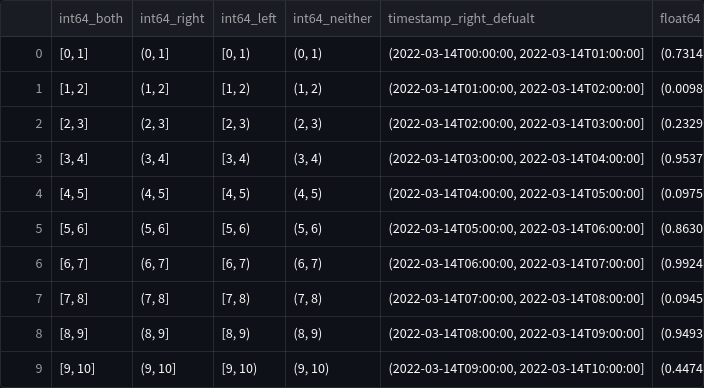 int64_both int64_right int64_left int64_neither timestamp_right_defualt float64
0 [0, 1] (0, 1] [0, 1) (0, 1) (2022-03-14T00:00:00, 2022-03-14T01:00:00] (0.7314
1 [1, 2] (1, 2] [1, 2) (1, 2) (2022-03-14T01:00:00, 2022-03-14T02:00:00] (0.0098
2 [2, 3] (2, 3] [2, 3) (2, 3) (2022-03-14T02:00:00, 2022-03-14T03:00:00] (0.2329
3 [3, 4] (3, 4] [3, 4) (3, 4) (2022-03-14T03:00:00, 2022-03-14T04:00:00] (0.9537
4 [4, 5] (4, 5] [4, 5) (4, 5) (2022-03-14T04:00:00, 2022-03-14T05:00:00] (0.0975
5 [5, 6] (5, 6] [5, 6) (5, 6) (2022-03-14T05:00:00, 2022-03-14T06:00:00] (0.8630
6 [6, 7] (6, 7] [6, 7) (6, 7) (2022-03-14T06:00:00, 2022-03-14T07:00:00] (0.9924
7 [7, 8] (7, 8] [7, 8) (7, 8) (2022-03-14T07:00:00, 2022-03-14T08:00:00] (0.0945
8 [8, 9] (8, 9] [8, 9) (8, 9) (2022-03-14T08:00:00, 2022-03-14T09:00:00] (0.9493
9 [9, 10] (9, 10] [9, 10) (9, 10) (2022-03-14T09:00:00, 2022-03-14T10:00:00] (0.4474